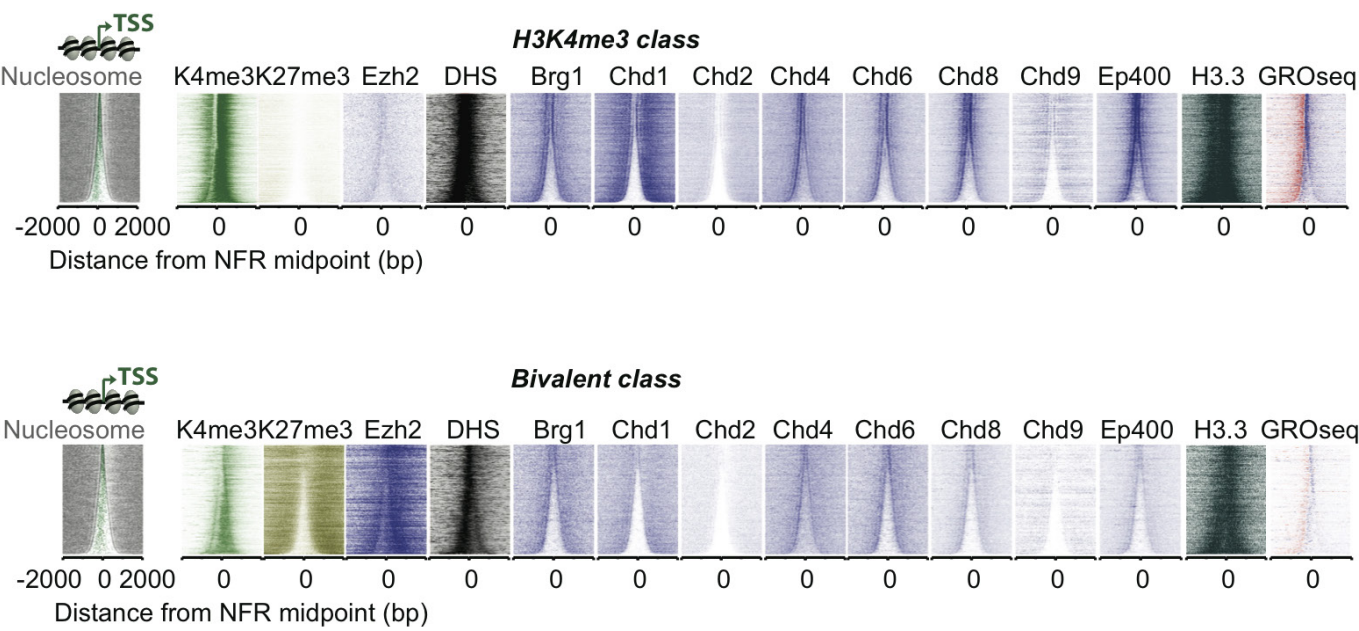 TSS
H3K4me3 class
Nucleosome K4me3 K27me3 Ezh2 DHS Brg1 Chd1 Chd2 Chd4 Chd6 Chd8 Chd9 Ep400 H3.3 GROseq
-2000 0 2000 0 0 0 0 0 0 0 0 0 0 0 0 0 0
Distance from NFR midpoint (bp)
TSS
Bivalent class
Nucleosome K4me3 K27me3 Ezh2 DHS Brg1 Chd1 Chd2 Chd4 Chd6 Chd8 Chd9 Ep400 H3.3 GROseq
-2000 0 2000 0 0 0 0 0 0 0 0 0 0 0 0 0 0
Distance from NFR midpoint (bp)